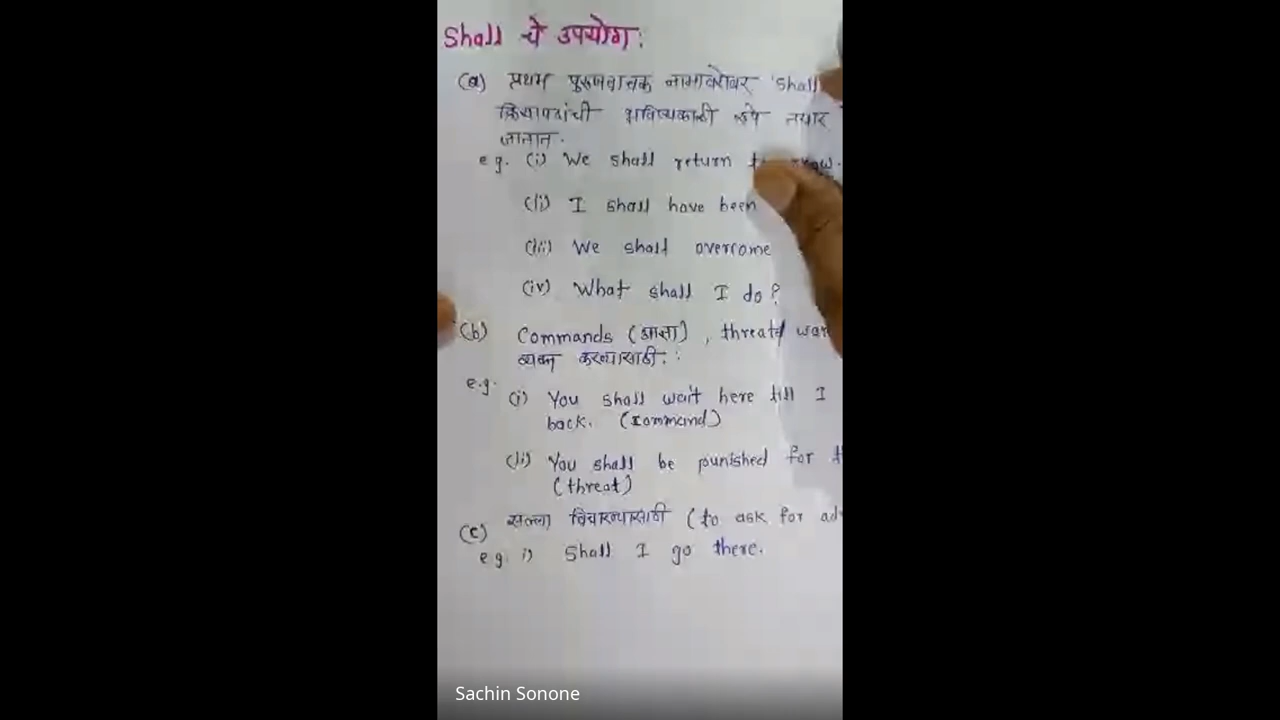 Shall चे उपयोग:
(a) प्रथम पुरुषवाचक नामाबरोबर 'shall
क्रियापदांची भविष्यकाळी रूपे तयार
जातात.
e.g. (i) We shall return
(ii) I shall have been
(iii) We shall overcome
(iv) What shall I do?
(b) Commands (आज्ञा), threat/
व्यक्त करण्यासाठी:
e.g.
(i) You shall wait here till I
back. (command)
(ii) You shall be punished for
(threat)
(c) सल्ला विचारण्यासाठी (to ask for
e.g. i) Shall I go there.
Sachin Sonone